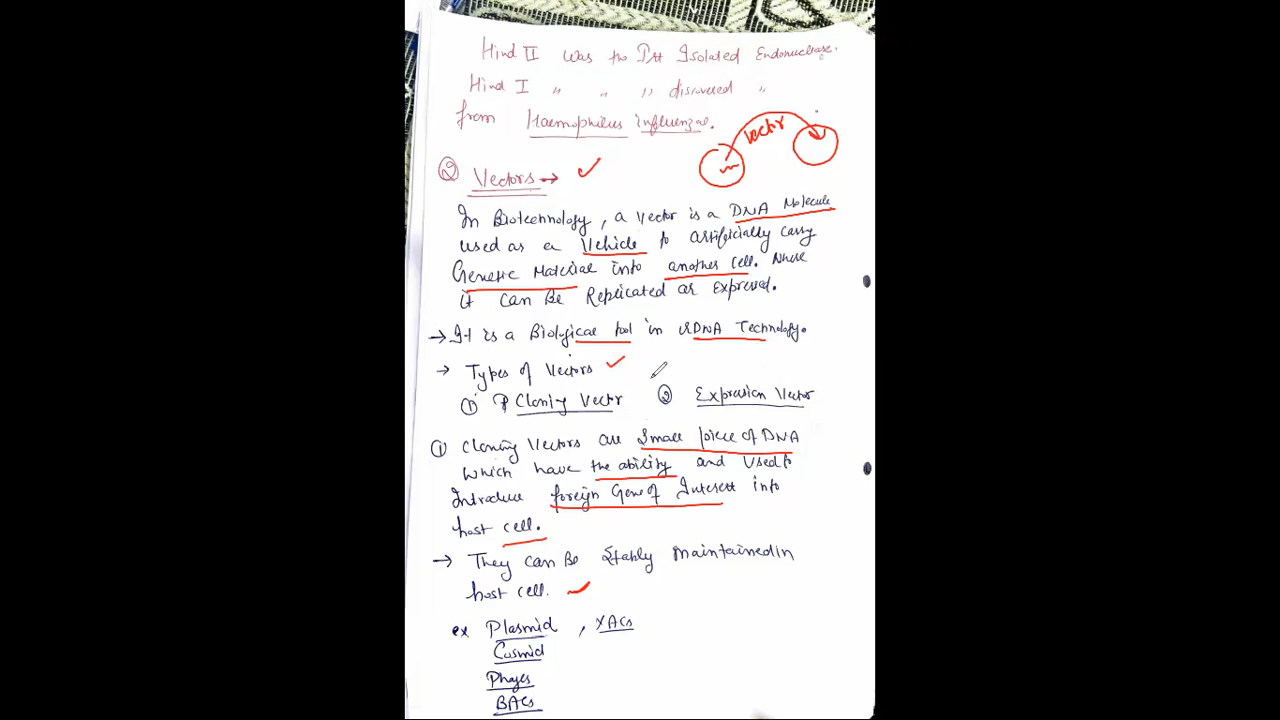 Hind II was the Ist Isolated Endonuclease.
Hind I " " " discovered "
from Haemophilus influenzae.
Vector
② Vectors →
In Biotechnology, a vector is a DNA Molecule
used as a Vehicle to artificially carry
Genetic Material into another cell. Where
it can Be Replicated or Expressed.
→ It is a Biological tool in rDNA Technology.
→ Types of Vectors
① Cloning Vector ② Expression Vector
① Cloning Vectors are Small piece of DNA
which have the ability and used to
Introduce foreign Gene of Interest into
host cell.
→ They can Be Stably Maintained in
host cell.
ex Plasmid , YACs
Cosmid
Phages
BACs